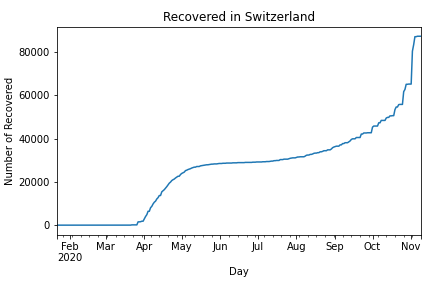 Recovered in Switzerland
Number of Recovered
80000
60000
40000
20000
0
Feb Mar Apr May Jun Jul Aug Sep Oct Nov
2020
Day